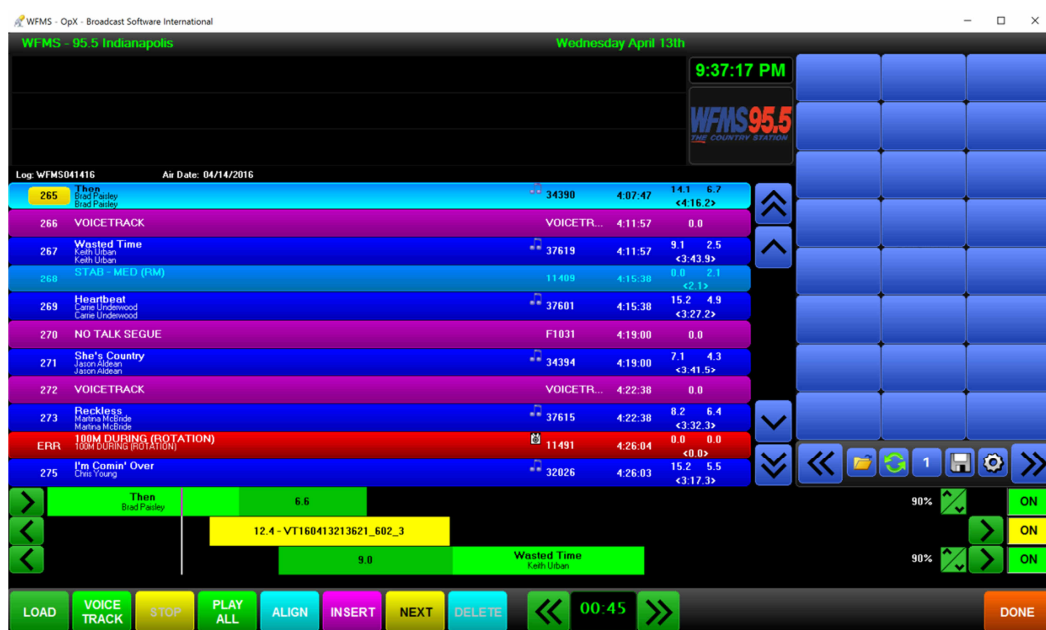 WFMS - OpX - Broadcast Software International
WFMS - 95.5 Indianapolis
Wednesday April 13th
9:37:17 PM
WFMS 95.5
THE COUNTRY STATION
Log: WFMS041416 Air Date: 04/14/2016
265 Then 34390 4:07:47 14.1 6.7
Brad Paisley
Brad Paisley <4:16.2>
266 VOICETRACK VOICETR... 4:11:57 0.0
267 Wasted Time 37619 4:11:57 9.1 2.5
Keith Urban
Keith Urban <3:43.9>
268 STAB - MED (RM) 11409 4:15:38 0.0 2.1
<2.1>
269 Heartbeat 37601 4:15:38 15.2 4.9
Carrie Underwood
Carrie Underwood <3:27.2>
270 NO TALK SEGUE F1031 4:19:00 0.0
271 She's Country 34394 4:19:00 7.1 4.3
Jason Aldean
Jason Aldean <3:41.5>
272 VOICETRACK VOICETR... 4:22:38 0.0
273 Reckless 37615 4:22:38 8.2 6.4
Martina McBride
Martina McBride <3:32.3>
ERR 100M DURING (ROTATION) 11491 4:26:04 0.0 0.0
100M DURING (ROTATION) <0.0>
275 I'm Comin' Over 32026 4:26:03 15.2 5.5
Chris Young <3:17.3>
1
Then 6.6 90% ON
Brad Paisley
12.4 - VT160413213621_602_3 ON
9.0 Wasted Time 90% ON
Keith Urban
LOAD VOICE TRACK STOP PLAY ALL ALIGN INSERT NEXT DELETE 00:45 DONE